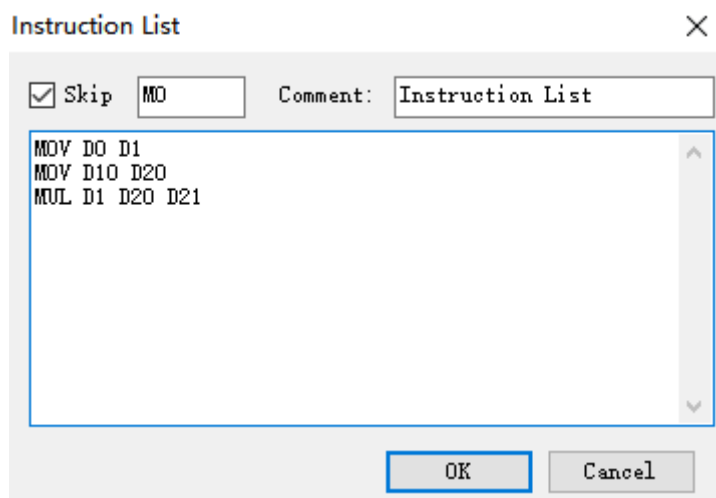 Instruction List
Skip M0 Comment: Instruction List
MOV D0 D1
MOV D10 D20
MUL D1 D20 D21
OK Cancel